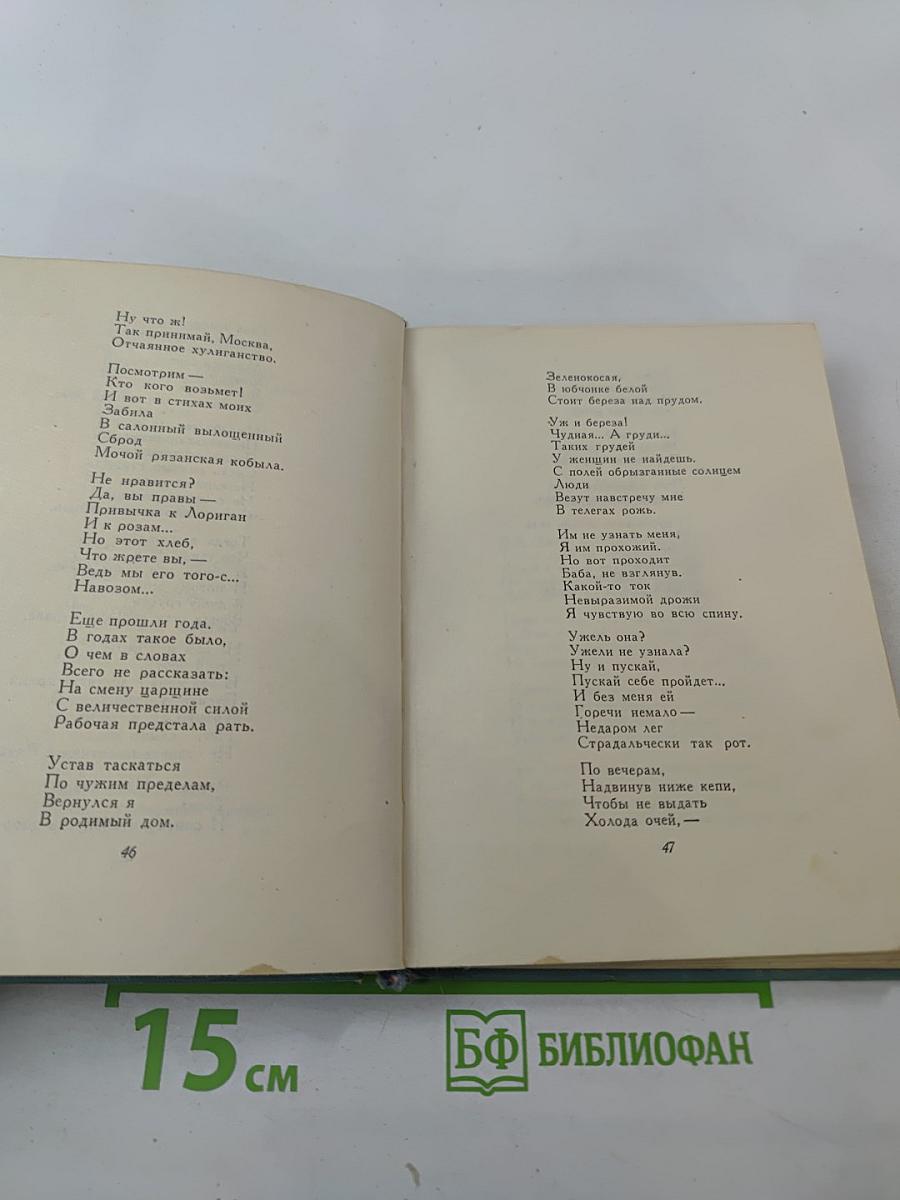 Ну что ж!
Так принимай, Москва,
Отчаянное хулиганство.
Посмотрим —
Кто кого возьмет!
И вот в стихах моих
Забила
В салонный вылощенный
Сброд
Мочой рязанская кобыла.
Не нравится?
Да, вы правы —
Привычка к Лориган
И к розам...
Но этот хлеб,
Что жрете вы, —
Ведь мы его того-с...
Навозом...
Еще прошли года.
В годах такое было,
О чем в словах
Всего не рассказать:
На смену царщине
С величественной силой
Рабочая предстала рать.
Устав таскаться
По чужим пределам,
Вернулся я
В родимый дом.
46
Зеленокосая,
В юбчонке белой
Стоит береза над прудом.
Уж и береза!
Чудная... А груди...
Таких грудей
У женщин не найдешь.
С полей обрызганные солнцем
Люди
Везут навстречу мне
В телегах рожь.
Им не узнать меня,
Я им прохожий.
Но вот проходит
Баба, не взглянув.
Какой-то ток
Невыразимой дрожи
Я чувствую во всю спину.
Ужель она?
Ужели не узнала?
Ну и пускай,
Пускай себе пройдет...
И без меня ей
Горечи немало —
Недаром лег
Страдальчески так рот.
По вечерам,
Надвинув ниже кепи,
Чтобы не выдать
Холода очей, —
47
15 см
БФ БИБЛИОФАН